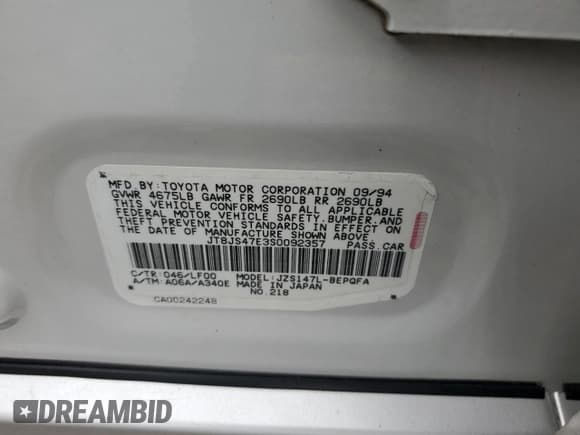 MFD.BY:TOYOTA MOTOR CORPORATION 09/94
GVWR 4675LB GAWR FR 2690LB RR 2690LB
THIS VEHICLE CONFORMS TO ALL APPLICABLE
FEDERAL MOTOR VEHICLE SAFETY,BUMPER,AND
THEFT PREVENTION STANDARDS IN EFFECT ON
DATE OF MANUFACTURE SHOWN ABOVE.
JT8JS47E3S0092357 PASS.CAR
C/TR:046/LF00 MODEL:JZS147L-BEPQFA
A/TM:A06A/A340E MADE IN JAPAN
NO.218
CA00242248
DREAMBID